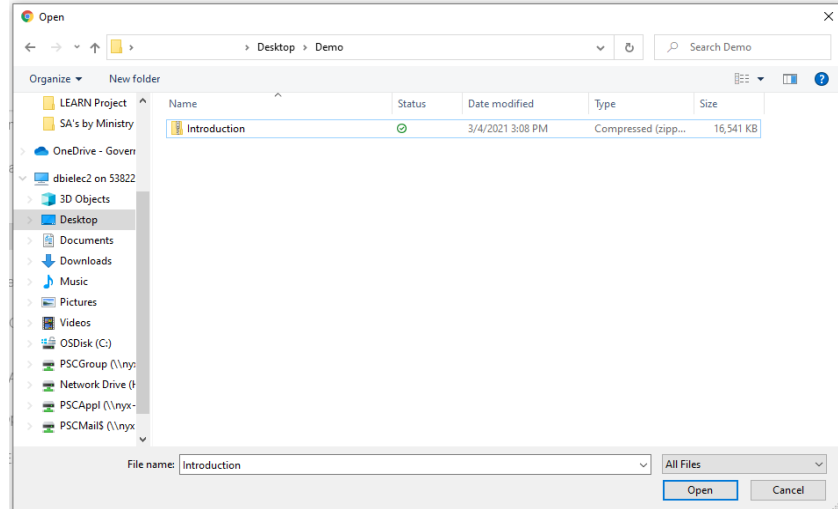 Open
Desktop > Demo
Search Demo
Organize
New folder
Name Status Date modified Type Size
Introduction 3/4/2021 3:08 PM Compressed (zipp... 16,541 KB
LEARN Project
SA's by Ministry
OneDrive - Govern
dbielec2 on 53822
3D Objects
Desktop
Documents
Downloads
Music
Pictures
Videos
OSDisk (C:)
PSCGroup (\\nyx
Network Drive (H
PSCAppl (\\nyx-
PSCMail$ (\\nyx
File name: Introduction
All Files
Open Cancel